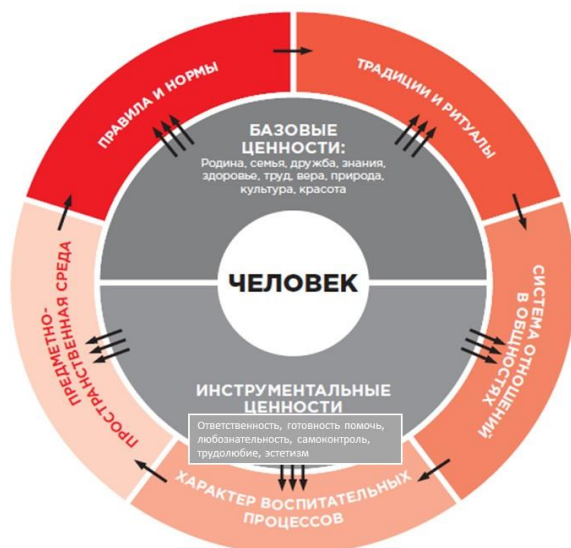 ПРАВИЛА И НОРМЫ
ТРАДИЦИИ И РИТУАЛЫ
БАЗОВЫЕ
ЦЕННОСТИ:
Родина, семья, дружба, знания,
здоровье, труд, вера, природа,
культура, красота
ЧЕЛОВЕК
ПРЕДМЕТНО-
ПРОСТРАНСТВЕННАЯ СРЕДА
СИСТЕМА ОТНОШЕНИЙ
В ОБЩНОСТЯХ
ИНСТРУМЕНТАЛЬНЫЕ
ЦЕННОСТИ
Ответственность, готовность помочь,
любознательность, самоконтроль,
трудолюбие, эстетизм
ХАРАКТЕР ВОСПИТАТЕЛЬНЫХ
ПРОЦЕССОВ